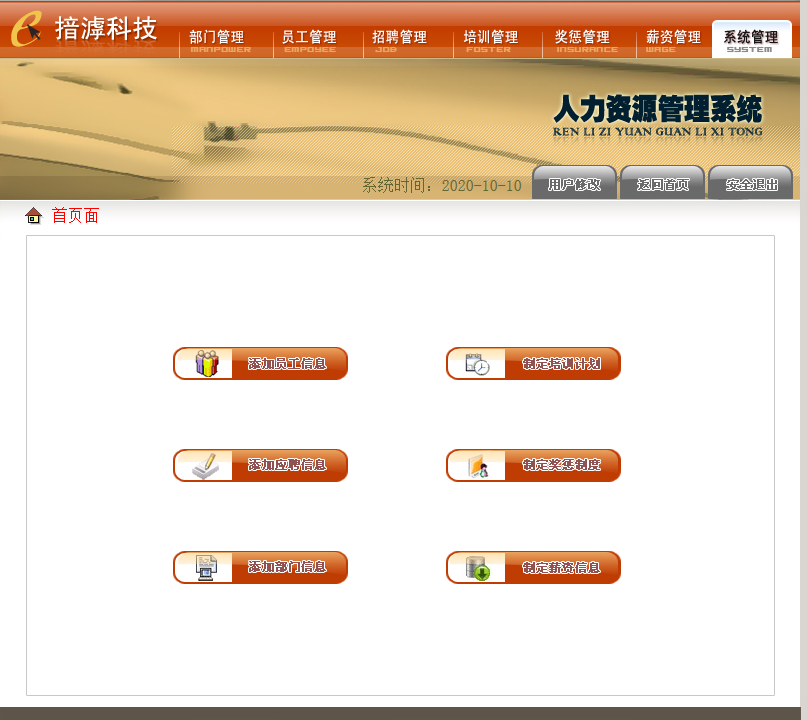 e 掊滹科技
部门管理 员工管理 招聘管理 培训管理 奖惩管理 薪资管理 系统管理
MANPOWER EMPOYEE JOB FOSTER INSURANCE WAGE SYSTEM
人力资源管理系统
REN LI ZI YUAN GUAN LI XI TONG
系统时间：2020-10-10 用户修改 返回首页 安全退出
首页面
添加员工信息 制定培训计划
添加应聘信息 制定奖惩制度
添加部门信息 制定薪资信息